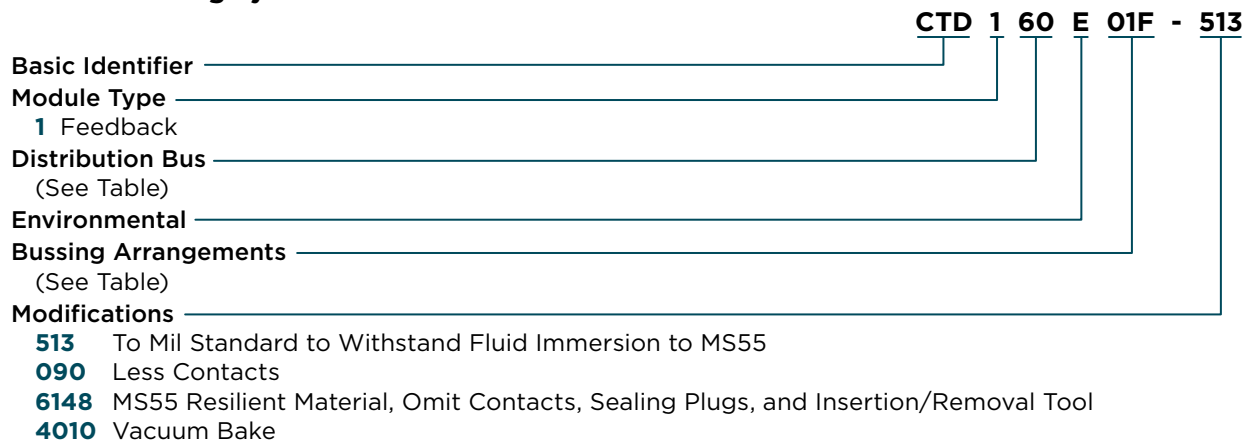 CTD 1 60 E 01F - 513
Basic Identifier
Module Type
1 Feedback
Distribution Bus
(See Table)
Environmental
Bussing Arrangements
(See Table)
Modifications
513 To Mil Standard to Withstand Fluid Immersion to MS55
090 Less Contacts
6148 MS55 Resilient Material, Omit Contacts, Sealing Plugs, and Insertion/Removal Tool
4010 Vacuum Bake